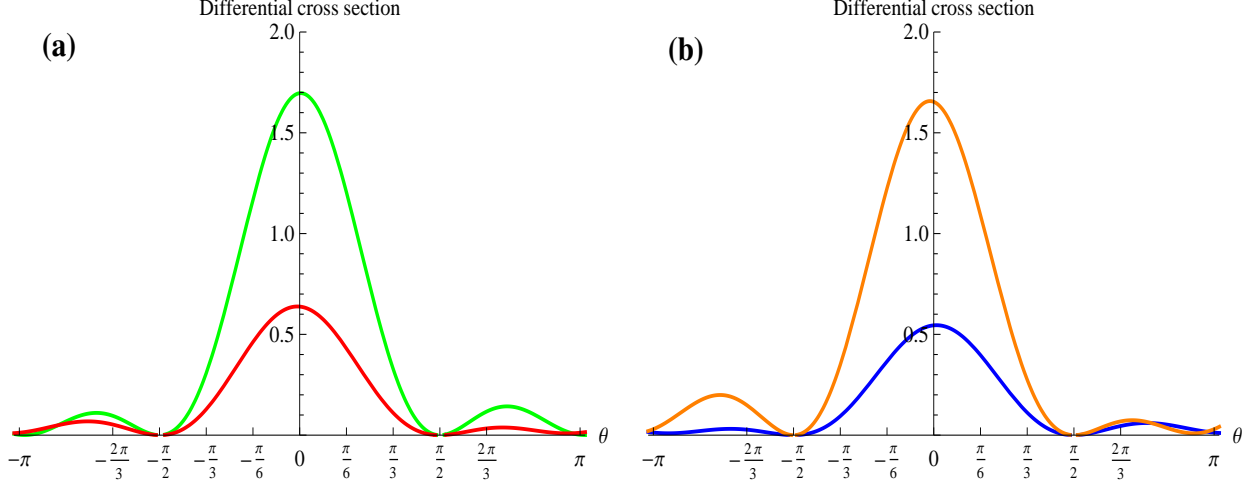 Differential cross section
(a)
2.0
1.5
1.0
0.5
θ
−π
−2π/3
−π/2
−π/3
−π/6
0
π/6
π/3
π/2
2π/3
π
Differential cross section
(b)
2.0
1.5
1.0
0.5
θ
−π
−2π/3
−π/2
−π/3
−π/6
0
π/6
π/3
π/2
2π/3
π